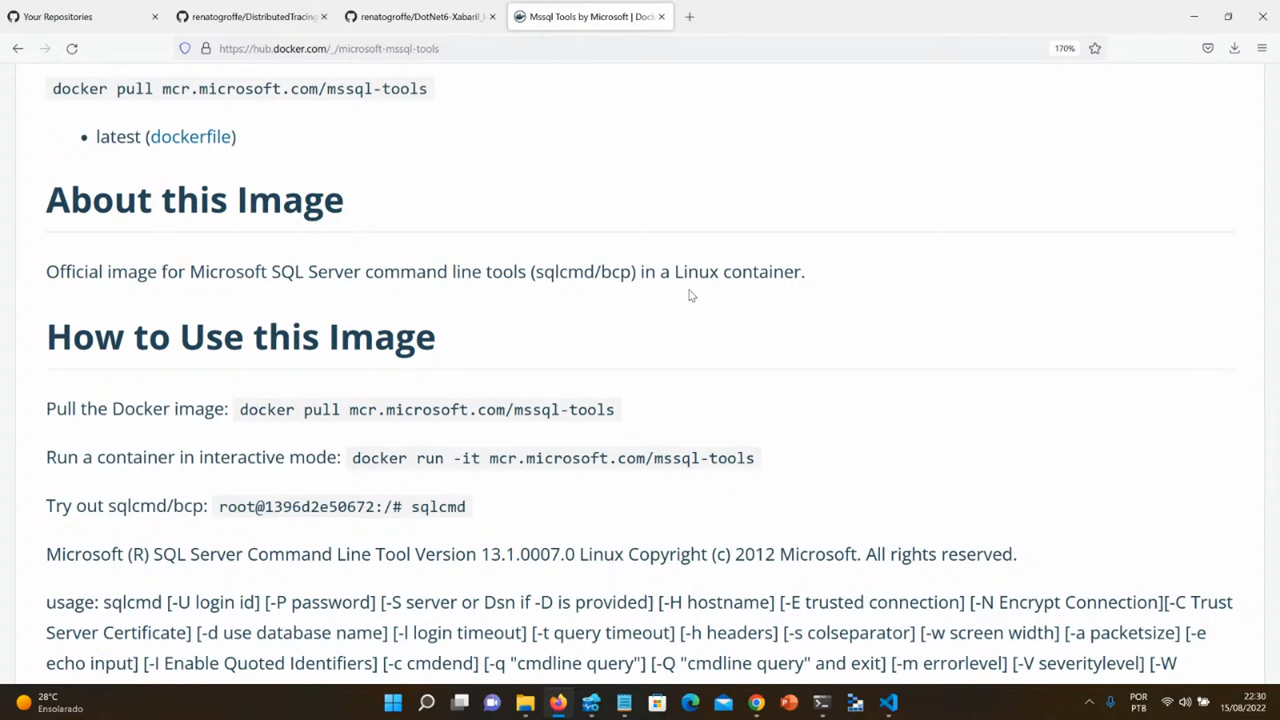 Your Repositories
renatogroffe/DistributedTracing
renatogroffe/DotNet6-Xabaril_
Mssql Tools by Microsoft | Dock
https://hub.docker.com/_/microsoft-mssql-tools
170%
docker pull mcr.microsoft.com/mssql-tools
• latest (dockerfile)
About this Image
Official image for Microsoft SQL Server command line tools (sqlcmd/bcp) in a Linux container.
How to Use this Image
Pull the Docker image: docker pull mcr.microsoft.com/mssql-tools
Run a container in interactive mode: docker run -it mcr.microsoft.com/mssql-tools
Try out sqlcmd/bcp: root@1396d2e50672:/# sqlcmd
Microsoft (R) SQL Server Command Line Tool Version 13.1.0007.0 Linux Copyright (c) 2012 Microsoft. All rights reserved.
usage: sqlcmd [-U login id] [-P password] [-S server or Dsn if -D is provided] [-H hostname] [-E trusted connection] [-N Encrypt Connection][-C Trust
Server Certificate] [-d use database name] [-l login timeout] [-t query timeout] [-h headers] [-s colseparator] [-w screen width] [-a packetsize] [-e
echo input] [-I Enable Quoted Identifiers] [-c cmdend] [-q "cmdline query"] [-Q "cmdline query" and exit] [-m errorlevel] [-V severitylevel] [-W
28°C
Ensolarado
POR
PTB
22:30
15/08/2022